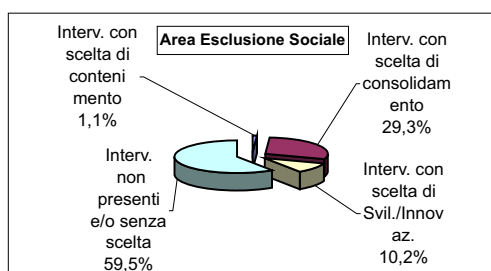 Area Esclusione Sociale
Interv. con
scelta di
conteni
mento
1,1%
Interv. con
scelta di
consolidam
ento
29,3%
Interv.
non
presenti
e/o senza
scelta
59,5%
Interv. con
scelta di
Svil./Innov
az.
10,2%